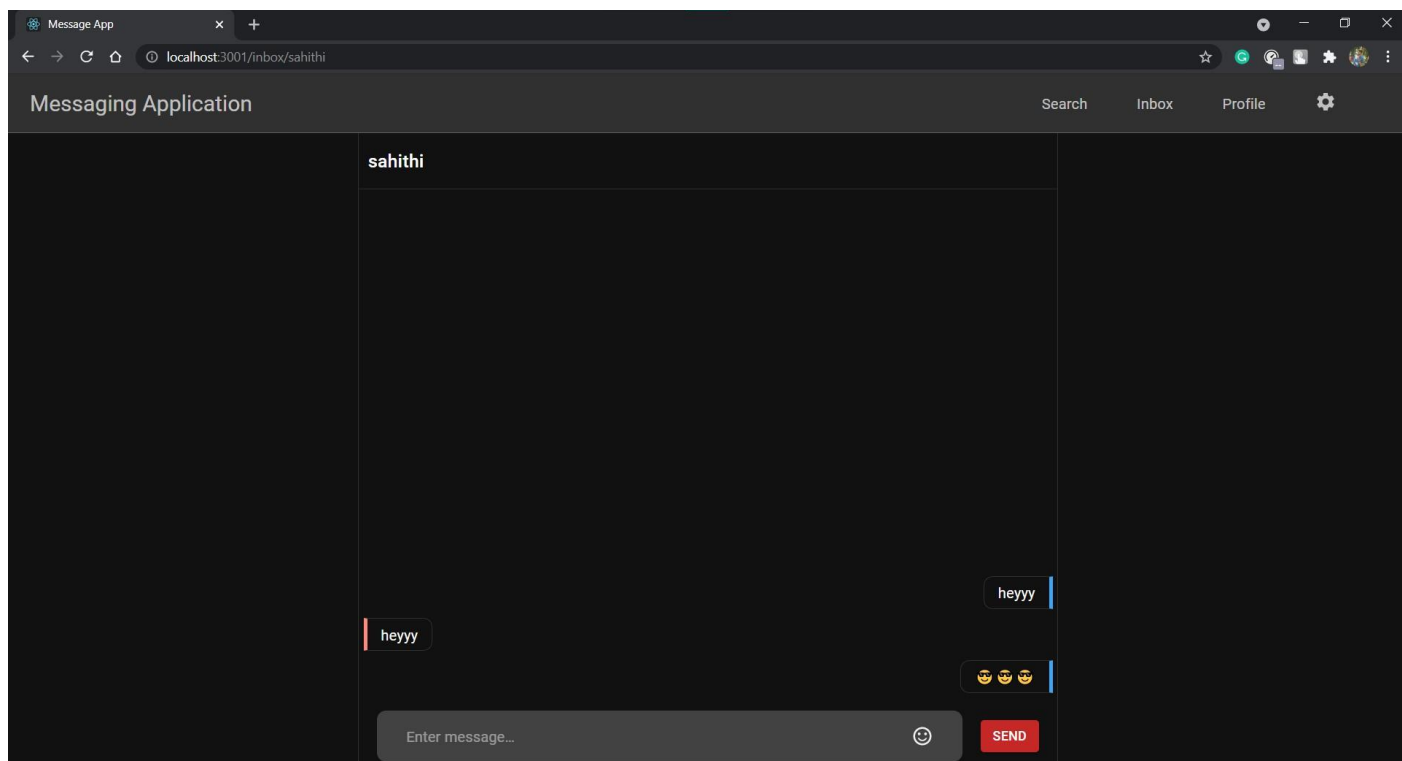 Message App
localhost:3001/inbox/sahithi
Messaging Application Search Inbox Profile
sahithi
heyyy
heyyy
😎😎😎
Enter message...
SEND